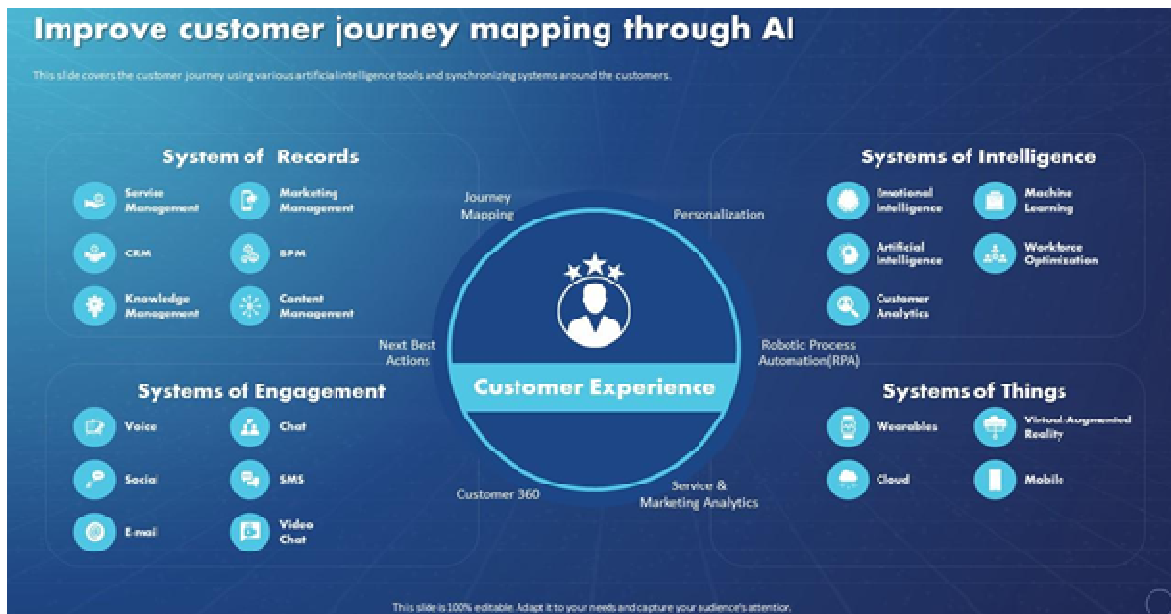 Improve customer journey mapping through AI
This slide covers the customer journey using various artificial intelligence tools and synchronizing systems around the customers.
System of Records
Service
Management
Marketing
Management
CRM
BPM
Knowledge
Management
Content
Management
Systems of Engagement
Voice
Chat
Social
SMS
E-mail
Video
Chat
Journey
Mapping
Personalization
Next Best
Actions
Robotic Process
Automation(RPA)
Customer Experience
Customer 360
Service &
Marketing Analytics
Systems of Intelligence
Emotional
Intelligence
Machine
Learning
Artificial
Intelligence
Workforce
Optimization
Customer
Analytics
Systems of Things
Wearables
Virtual-Augmented
Reality
Cloud
Mobile
This slide is 100% editable. Adapt it to your needs and capture your audience's attention.